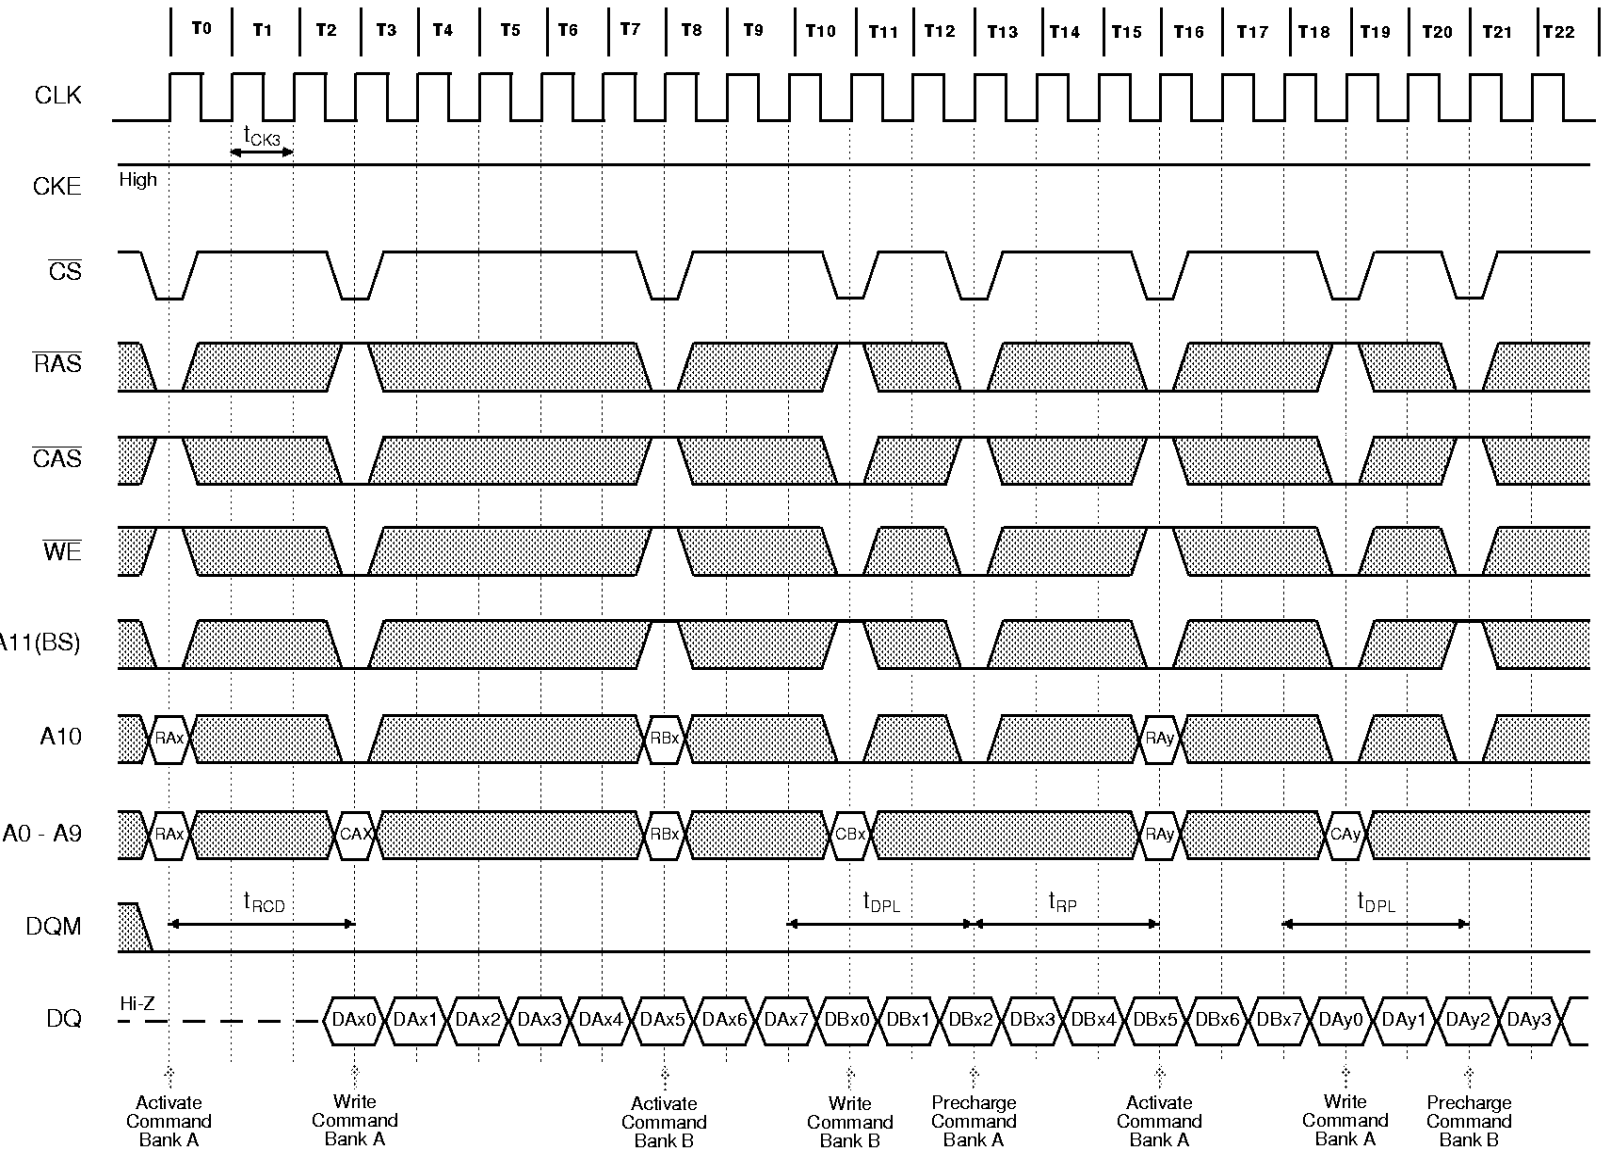 T0 T1 T2 T3 T4 T5 T6 T7 T8 T9 T10 T11 T12 T13 T14 T15 T16 T17 T18 T19 T20 T21 T22
CLK
tCK3
CKE High
CS
RAS
CAS
WE
A11(BS)
A10 RAx RBx RAy
A0 - A9 RAx CAX RBx CBx RAy CAy
tRCD tDPL tRP tDPL
DQM
DQ Hi-Z DAx0 DAx1 DAx2 DAx3 DAx4 DAx5 DAx6 DAx7 DBx0 DBx1 DBx2 DBx3 DBx4 DBx5 DBx6 DBx7 DAy0 DAy1 DAy2 DAy3
Activate Write Activate Write Precharge Activate Write Precharge
Command Command Command Command Command Command Command Command
Bank A Bank A Bank B Bank B Bank A Bank A Bank A Bank B